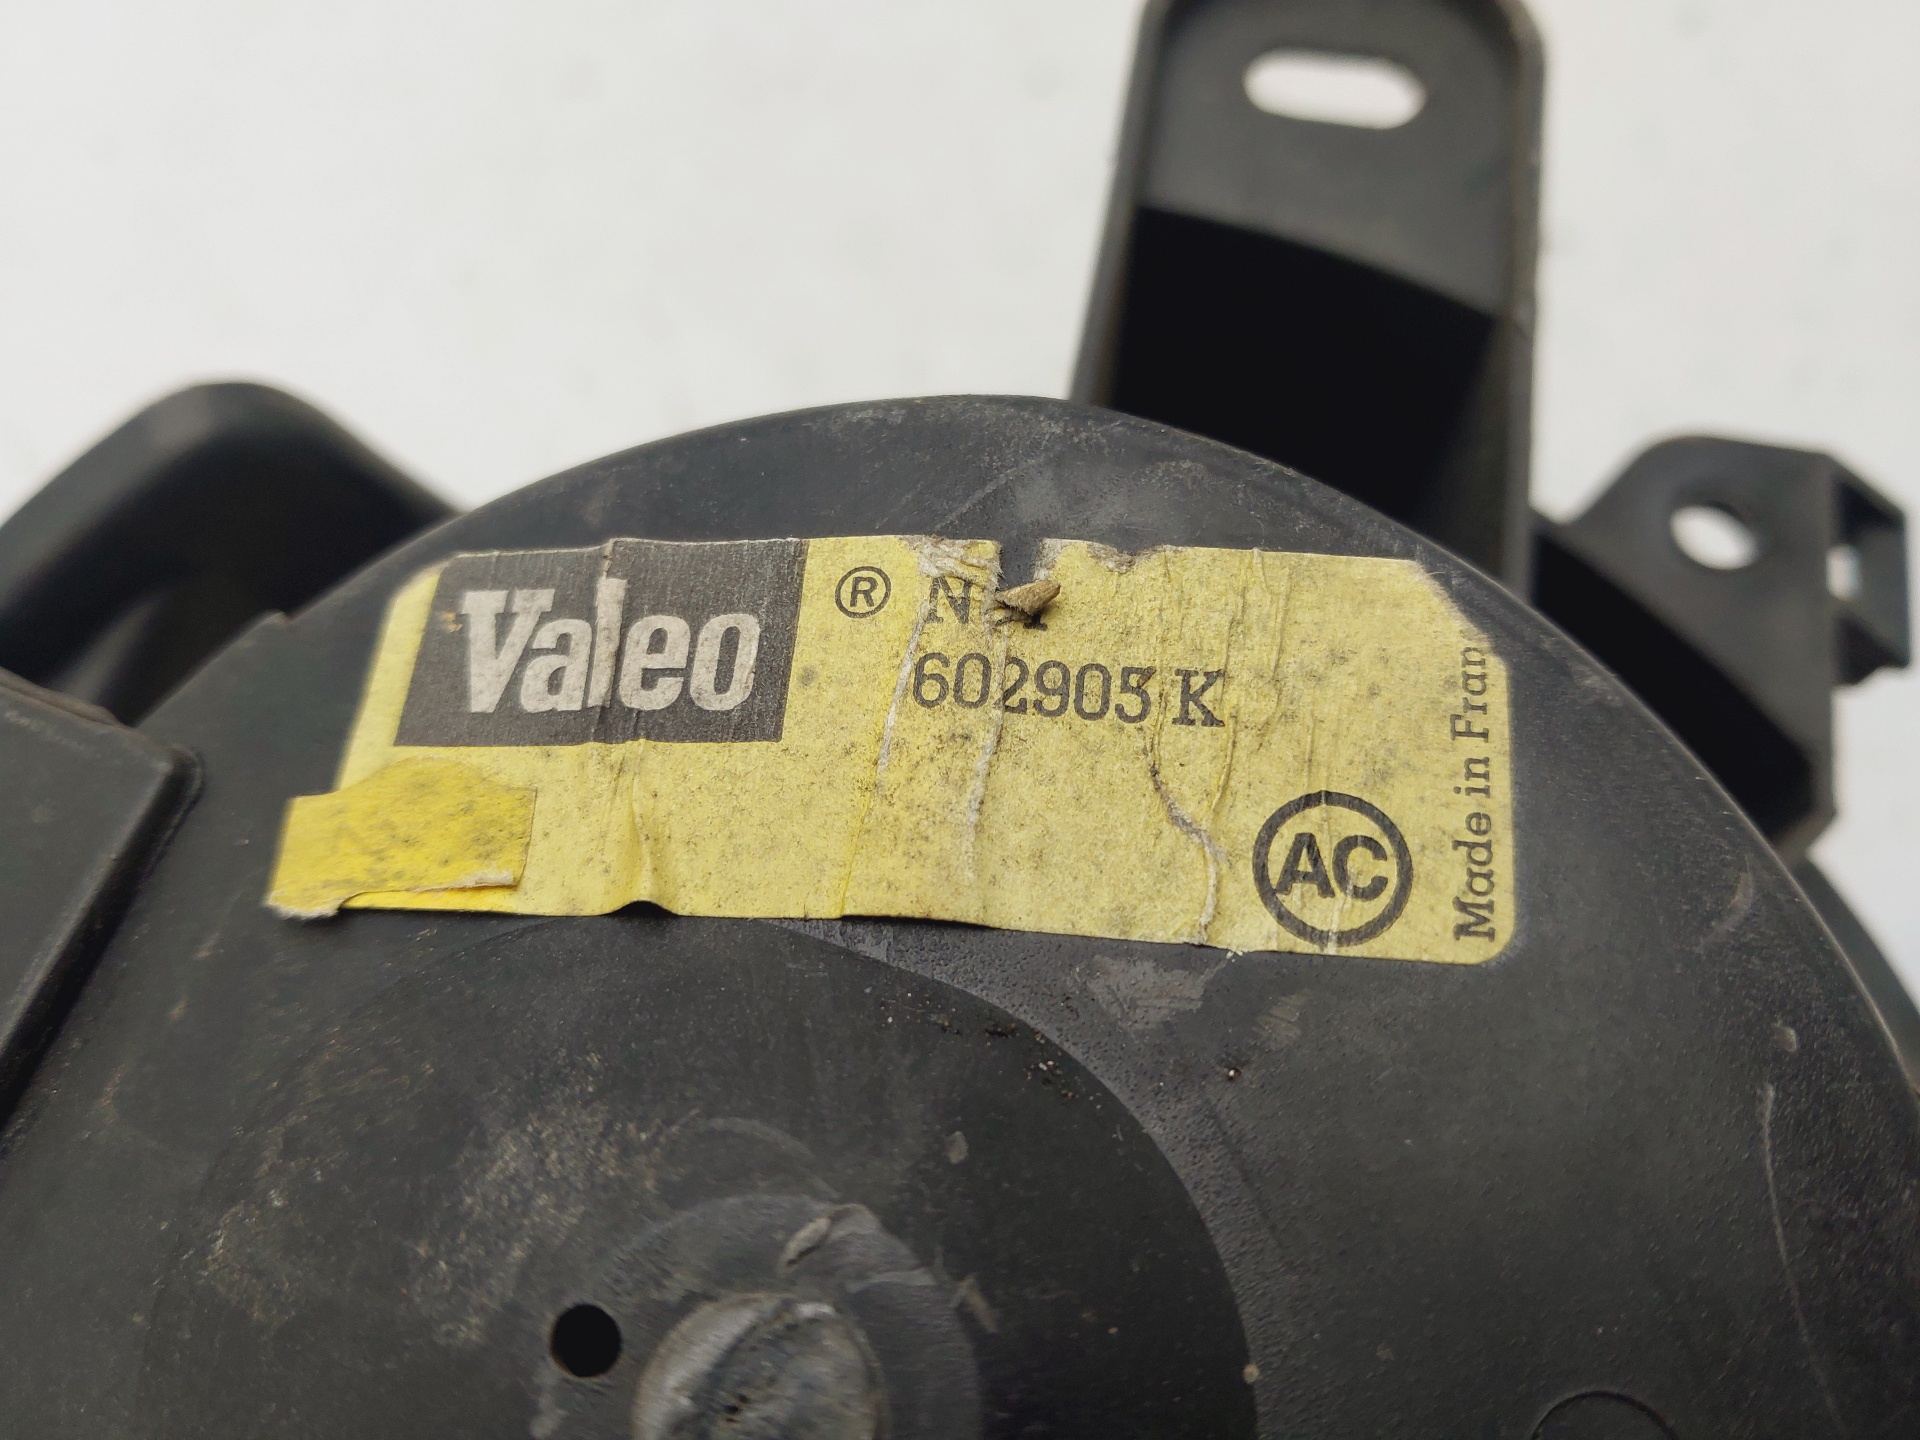 Valeo ®
602903 K
AC
Made in Fran